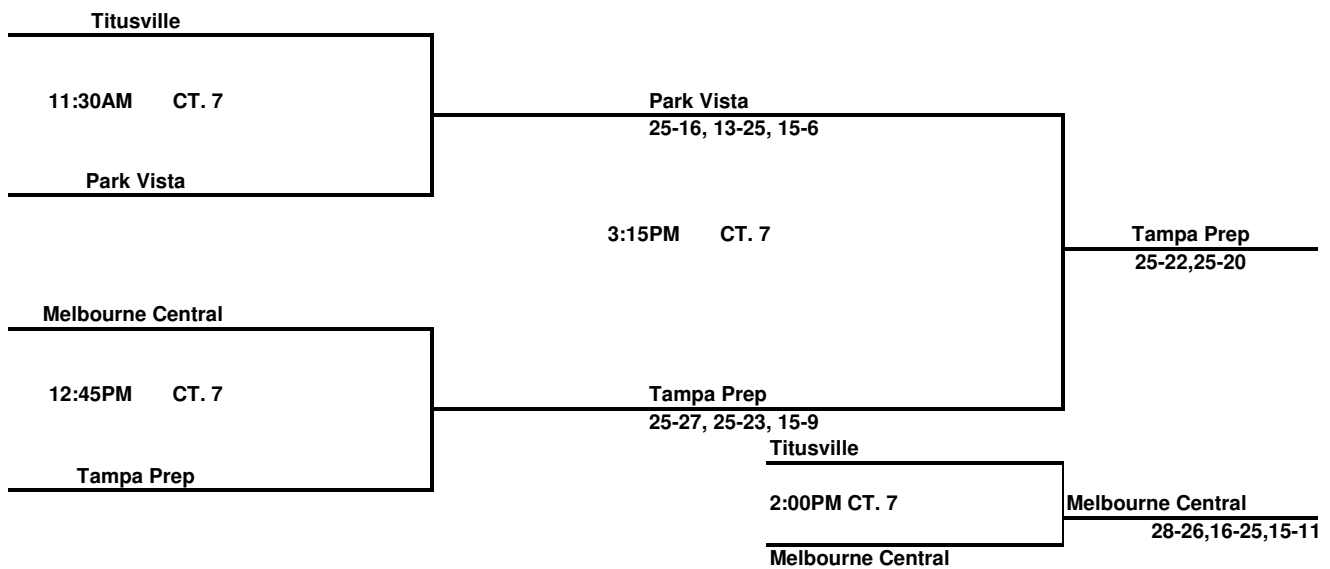 Titusville
11:30AM CT. 7
Park Vista
25-16, 13-25, 15-6
Park Vista
3:15PM CT. 7
Tampa Prep
25-22,25-20
Melbourne Central
12:45PM CT. 7
Tampa Prep
25-27, 25-23, 15-9
Tampa Prep
Titusville
2:00PM CT. 7
Melbourne Central
28-26,16-25,15-11
Melbourne Central